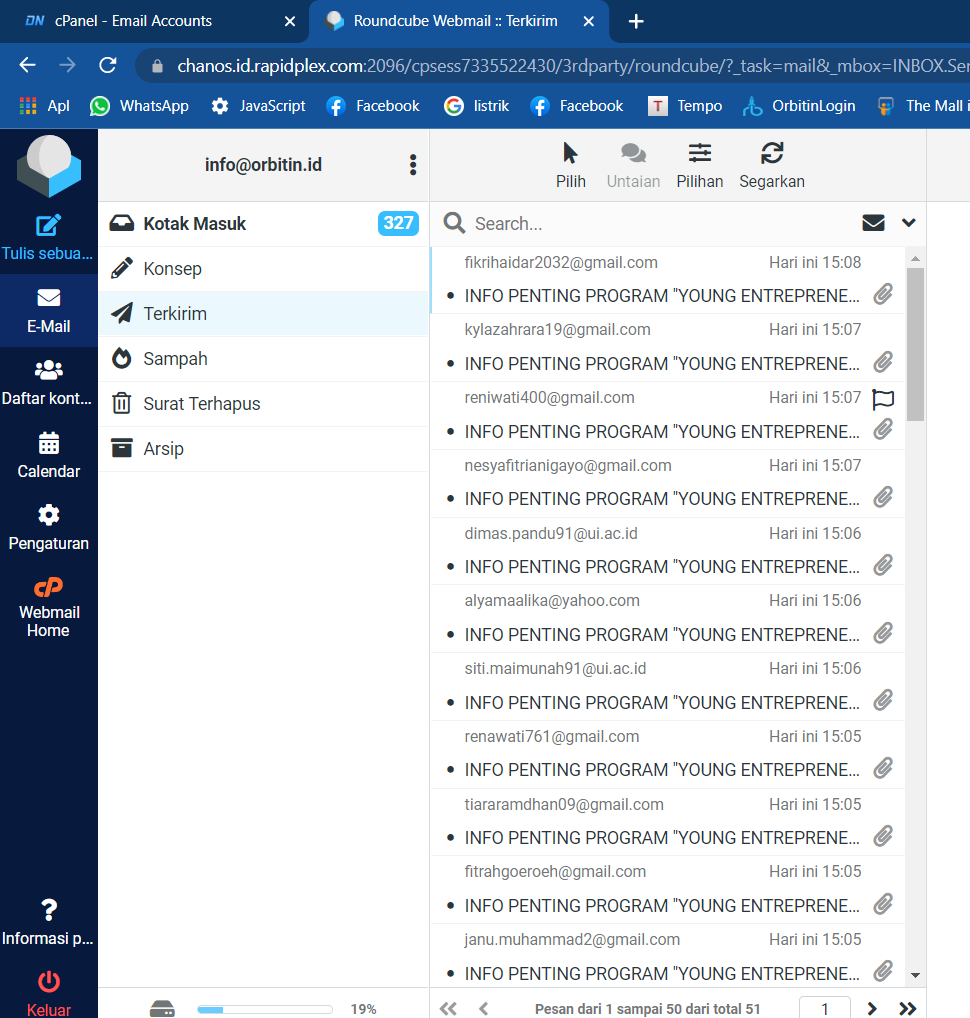 cPanel - Email Accounts
Roundcube Webmail :: Terkirim
chanos.id.rapidplex.com:2096/cpsess7335522430/3rdparty/roundcube/?_task=mail&_mbox=INBOX.Ser
Apl WhatsApp JavaScript Facebook listrik Facebook T Tempo OrbitinLogin The Mall i
Tulis sebua...
E-Mail
Daftar kont...
Calendar
Pengaturan
cP
Webmail
Home
?
Informasi p...
Keluar
info@orbitin.id
Kotak Masuk 327
Konsep
Terkirim
Sampah
Surat Terhapus
Arsip
19%
Pilih Untaian Pilihan Segarkan
Search...
fikrihaidar2032@gmail.com Hari ini 15:08
• INFO PENTING PROGRAM "YOUNG ENTREPRENE...
kylazahrara19@gmail.com Hari ini 15:07
• INFO PENTING PROGRAM "YOUNG ENTREPRENE...
reniwati400@gmail.com Hari ini 15:07
• INFO PENTING PROGRAM "YOUNG ENTREPRENE...
nesyafitrianigayo@gmail.com Hari ini 15:07
• INFO PENTING PROGRAM "YOUNG ENTREPRENE...
dimas.pandu91@ui.ac.id Hari ini 15:06
• INFO PENTING PROGRAM "YOUNG ENTREPRENE...
alyamaalika@yahoo.com Hari ini 15:06
• INFO PENTING PROGRAM "YOUNG ENTREPRENE...
siti.maimunah91@ui.ac.id Hari ini 15:06
• INFO PENTING PROGRAM "YOUNG ENTREPRENE...
renawati761@gmail.com Hari ini 15:05
• INFO PENTING PROGRAM "YOUNG ENTREPRENE...
tiararamdhan09@gmail.com Hari ini 15:05
• INFO PENTING PROGRAM "YOUNG ENTREPRENE...
fitrahgoeroeh@gmail.com Hari ini 15:05
• INFO PENTING PROGRAM "YOUNG ENTREPRENE...
janu.muhammad2@gmail.com Hari ini 15:05
• INFO PENTING PROGRAM "YOUNG ENTREPRENE...
Pesan dari 1 sampai 50 dari total 51 1